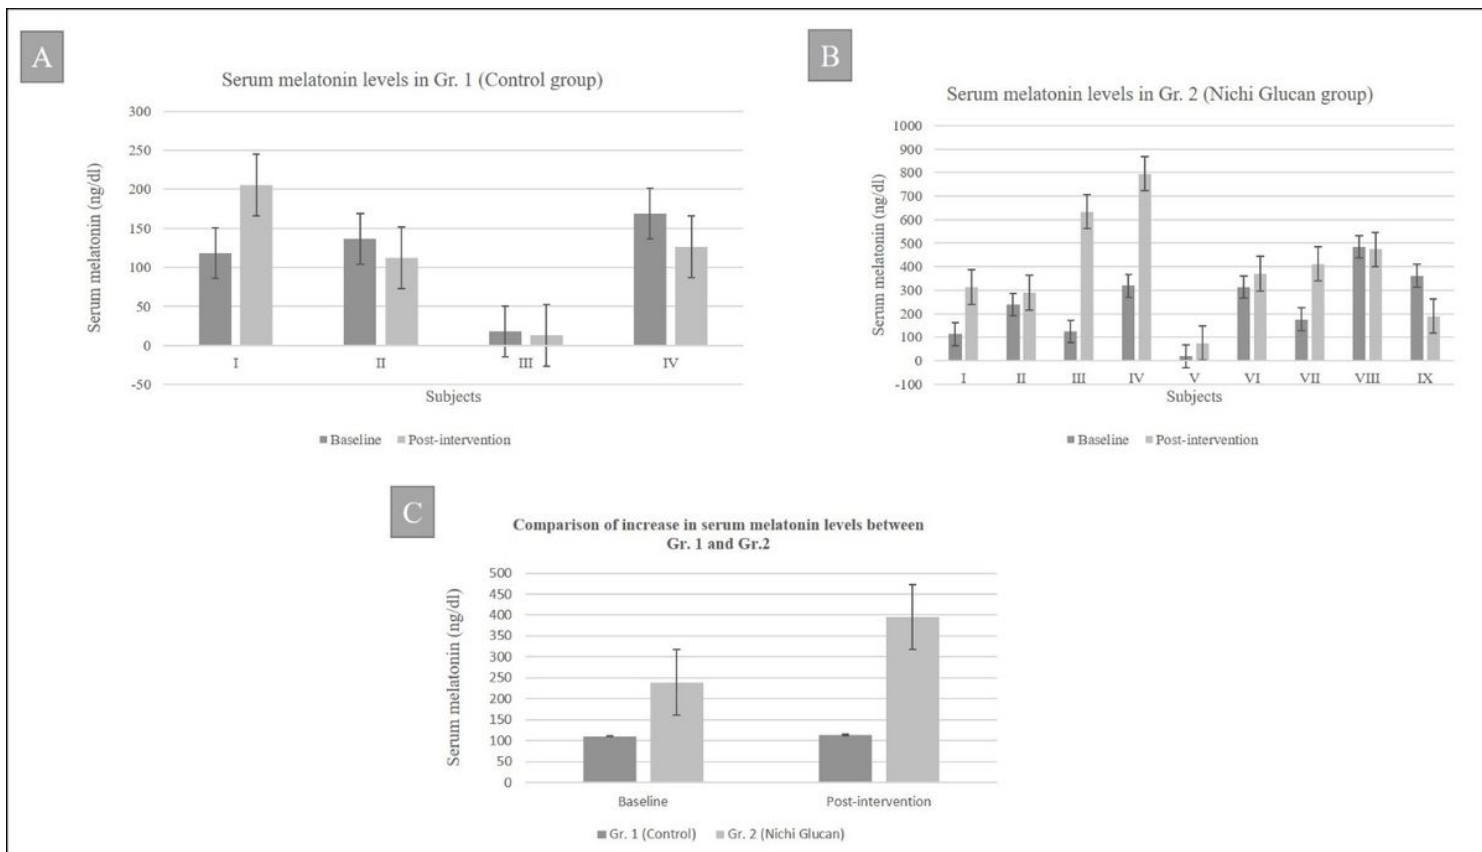 A
Serum melatonin levels in Gr. 1 (Control group)
Serum melatonin (ng/dl)
300
250
200
150
100
50
0
-50
I II III IV
Subjects
Baseline Post-intervention
B
Serum melatonin levels in Gr. 2 (Nichi Glucan group)
Serum melatonin (ng/dl)
1000
900
800
700
600
500
400
300
200
100
0
-100
I II III IV V VI VII VIII IX
Subjects
Baseline Post-intervention
C
Comparison of increase in serum melatonin levels between
Gr. 1 and Gr.2
Serum melatonin (ng/dl)
500
450
400
350
300
250
200
150
100
50
0
Baseline Post-intervention
Gr. 1 (Control) Gr. 2 (Nichi Glucan)